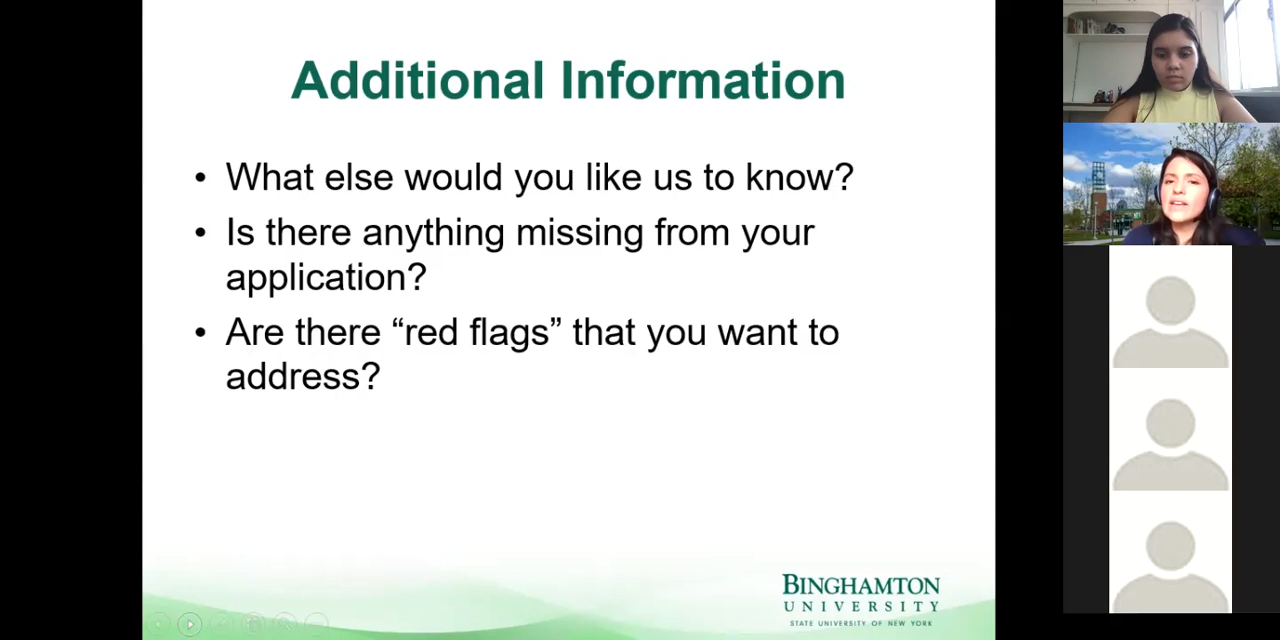 Additional Information
• What else would you like us to know?
• Is there anything missing from your
application?
• Are there “red flags” that you want to
address?
BINGHAMTON
UNIVERSITY
STATE UNIVERSITY OF NEW YORK